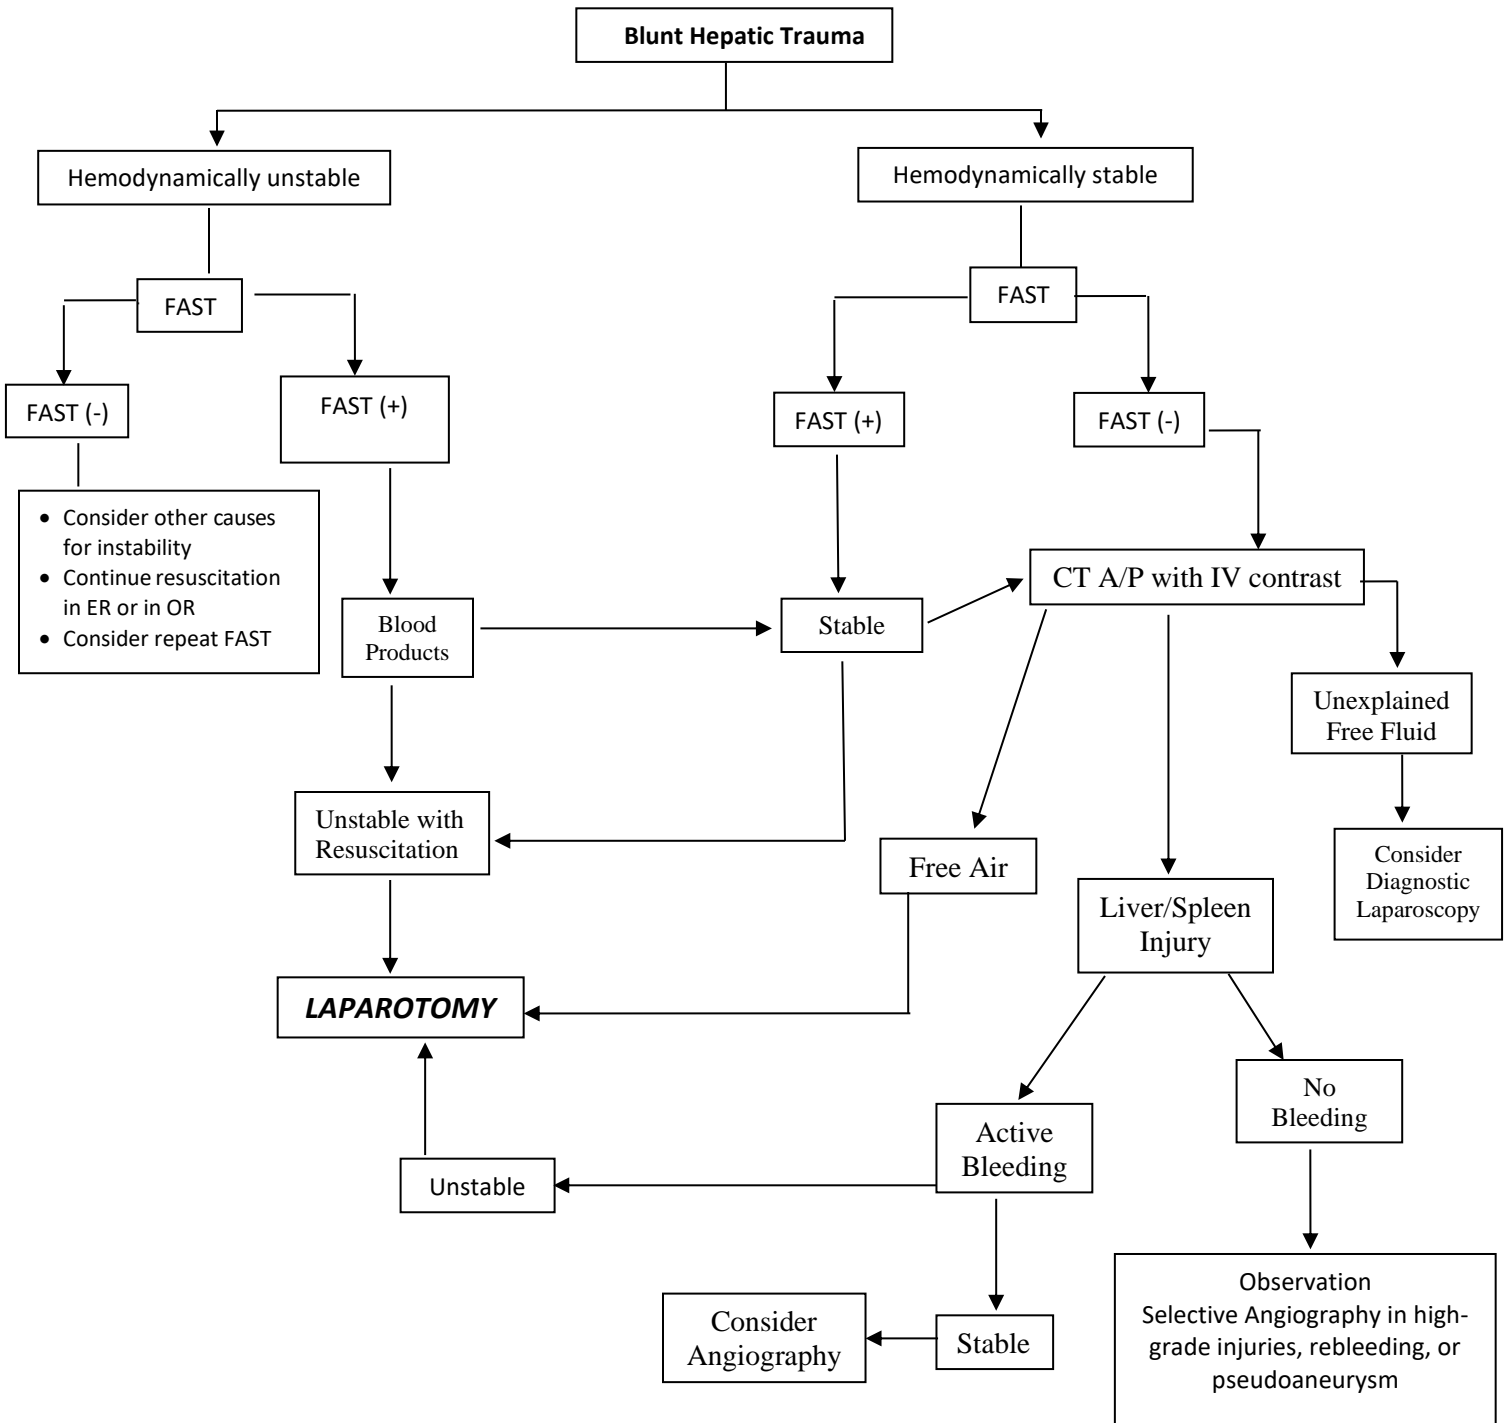 Blunt Hepatic Trauma
Hemodynamically unstable
Hemodynamically stable
FAST
FAST
FAST (-)
FAST (+)
FAST (+)
FAST (-)
• Consider other causes
for instability
• Continue resuscitation
in ER or in OR
• Consider repeat FAST
Blood
Products
Stable
CT A/P with IV contrast
Unexplained
Free Fluid
Unstable with
Resuscitation
Free Air
Consider
Diagnostic
Laparoscopy
Liver/Spleen
Injury
LAPAROTOMY
No
Bleeding
Active
Bleeding
Unstable
Observation
Selective Angiography in high-
grade injuries, rebleeding, or
pseudoaneurysm
Consider
Angiography
Stable